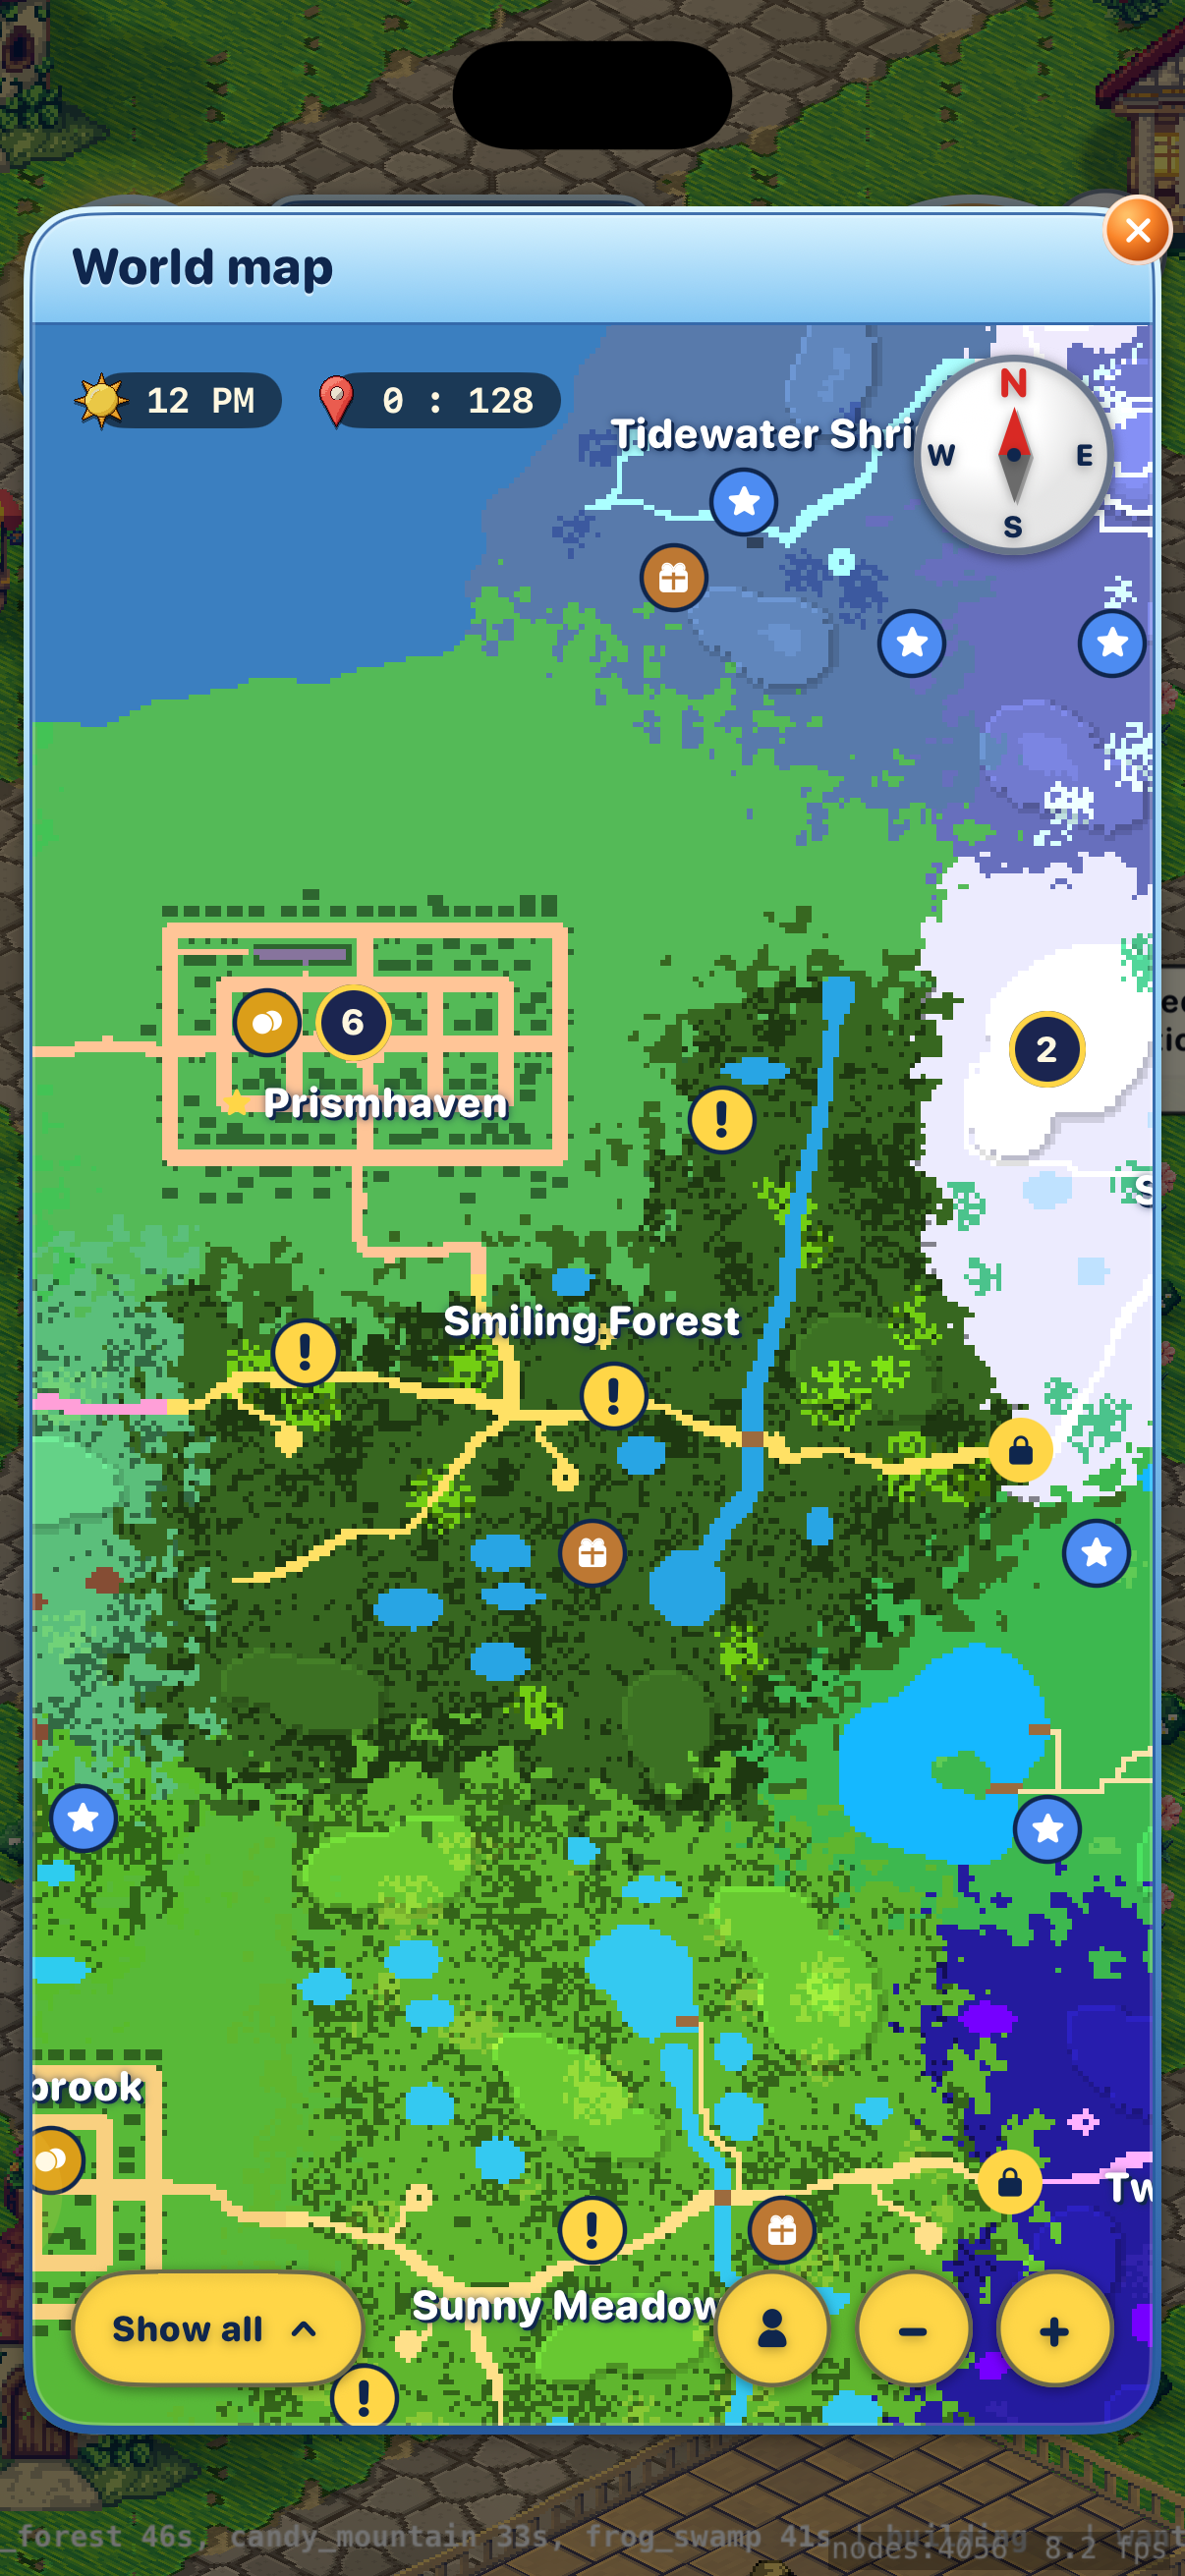 World map
12 PM
0 : 128
N
W E
S
Tidewater Shri
6
2
Prismhaven
S
Smiling Forest
brook
Tw
Sunny Meadow
Show all
forest 46s, candy_mountain 33s, frog_swamp 41s
nodes:4056 8.2 fps